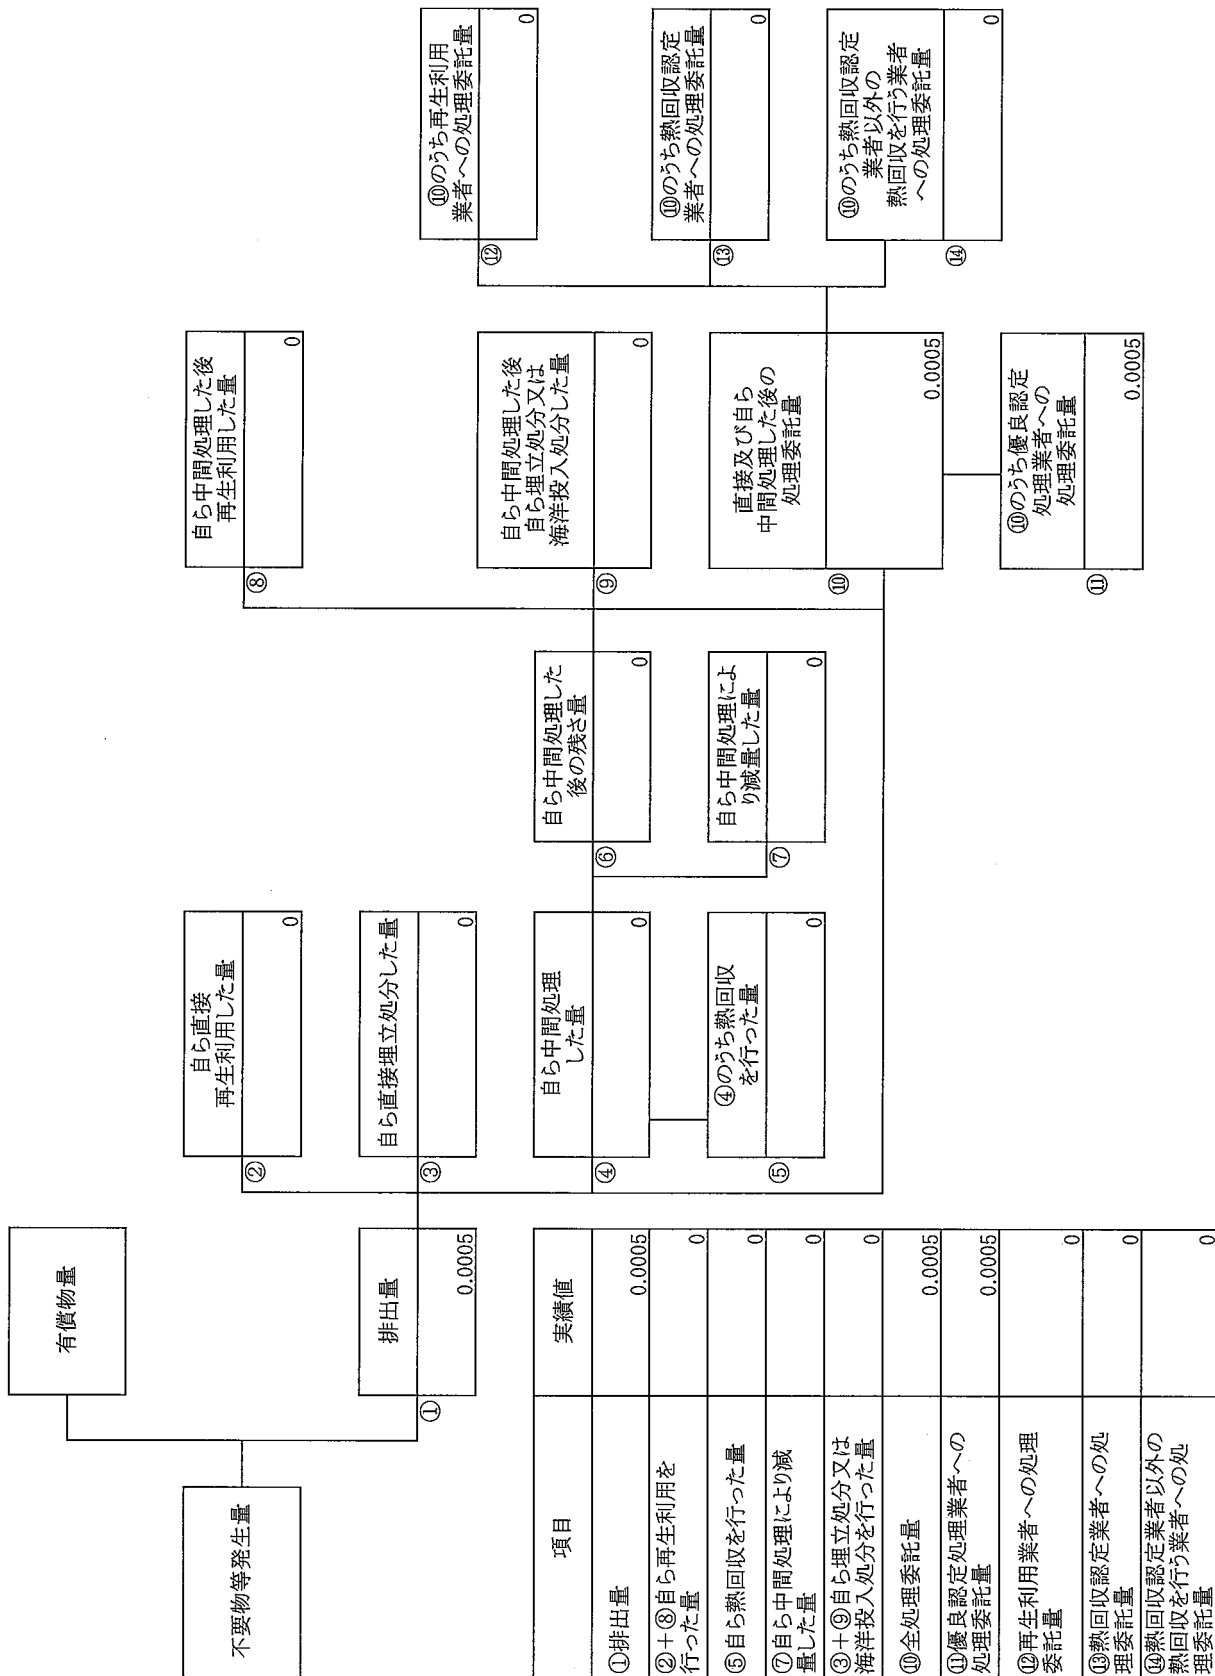 不要物等発生量
有償物量
①
排出量
0.0005
②
自ら直接
再生利用した量
0
③
自ら直接埋立処分した量
0
④
自ら中間処理
した量
0
⑤
④のうち熱回収
を行った量
0
⑥
自ら中間処理した
後の残さ量
0
⑦
自ら中間処理によ
り減量した量
0
⑧
自ら中間処理した後
再生利用した量
0
⑨
自ら中間処理した後
自ら埋立処分又は
海洋投入処分した量
0
⑩
直接及び自ら
中間処理した後の
処理委託量
0.0005
⑪
⑩のうち優良認定
処理業者への
処理委託量
0.0005
⑫
⑩のうち再生利用
業者への処理委託量
0
⑬
⑩のうち熱回収認定
業者への処理委託量
0
⑭
⑩のうち熱回収認定
業者以外の
熱回収を行う業者
への処理委託量
0
項目 実績値
①排出量 0.0005
②+⑧自ら再生利用を
行った量 0
⑤自ら熱回収を行った量 0
⑦自ら中間処理により減
量した量 0
③+⑨自ら埋立処分又は
海洋投入処分を行った量 0
⑩全処理委託量 0.0005
⑪優良認定処理業者への
処理委託量 0.0005
⑫再生利用業者への処理
委託量 0
⑬熱回収認定業者への処
理委託量 0
⑭熱回収認定業者以外の
熱回収を行う業者への処
理委託量 0